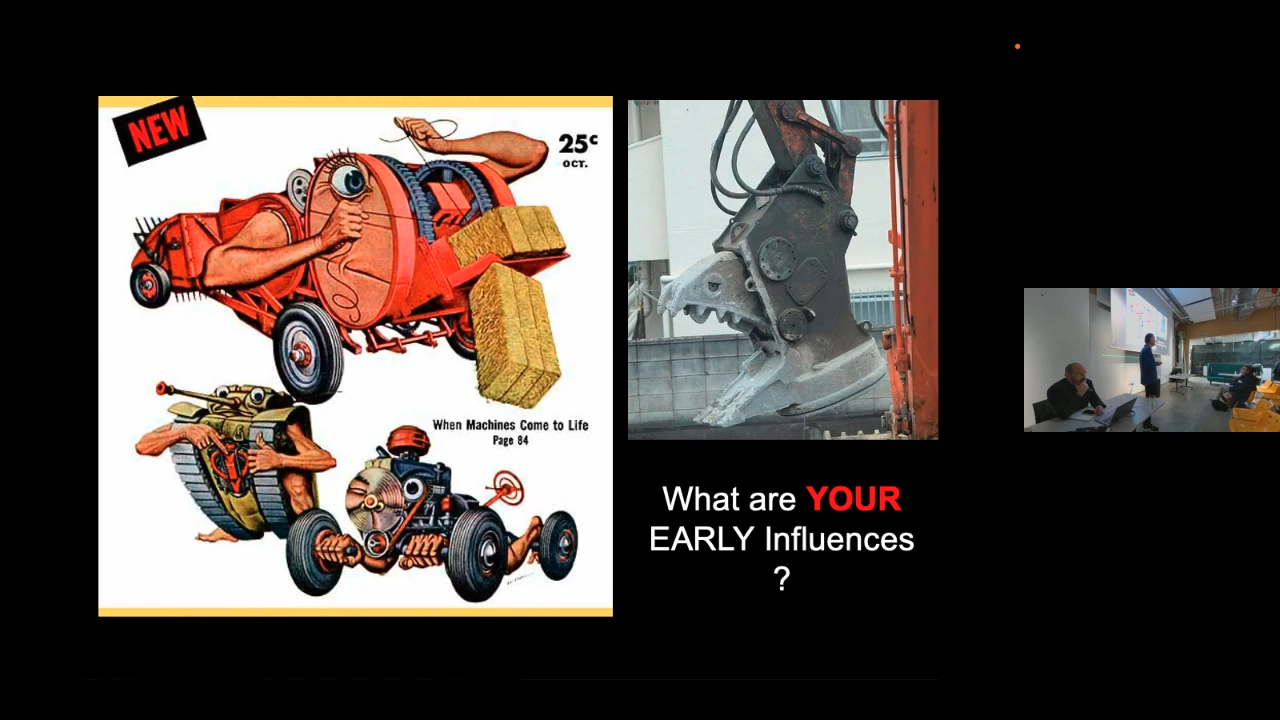 NEW
25¢
OCT.
When Machines Come to Life
Page 84
What are YOUR
EARLY Influences
?